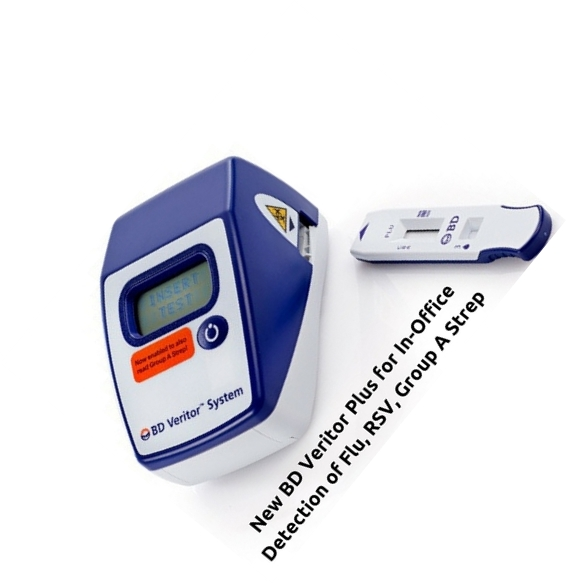 INSERT
TEST
Now enabled to also
read Group A Strep!
BD Veritor™ System
FLU
BD
New BD Veritor Plus for In-Office
Detection of Flu, RSV, Group A Strep